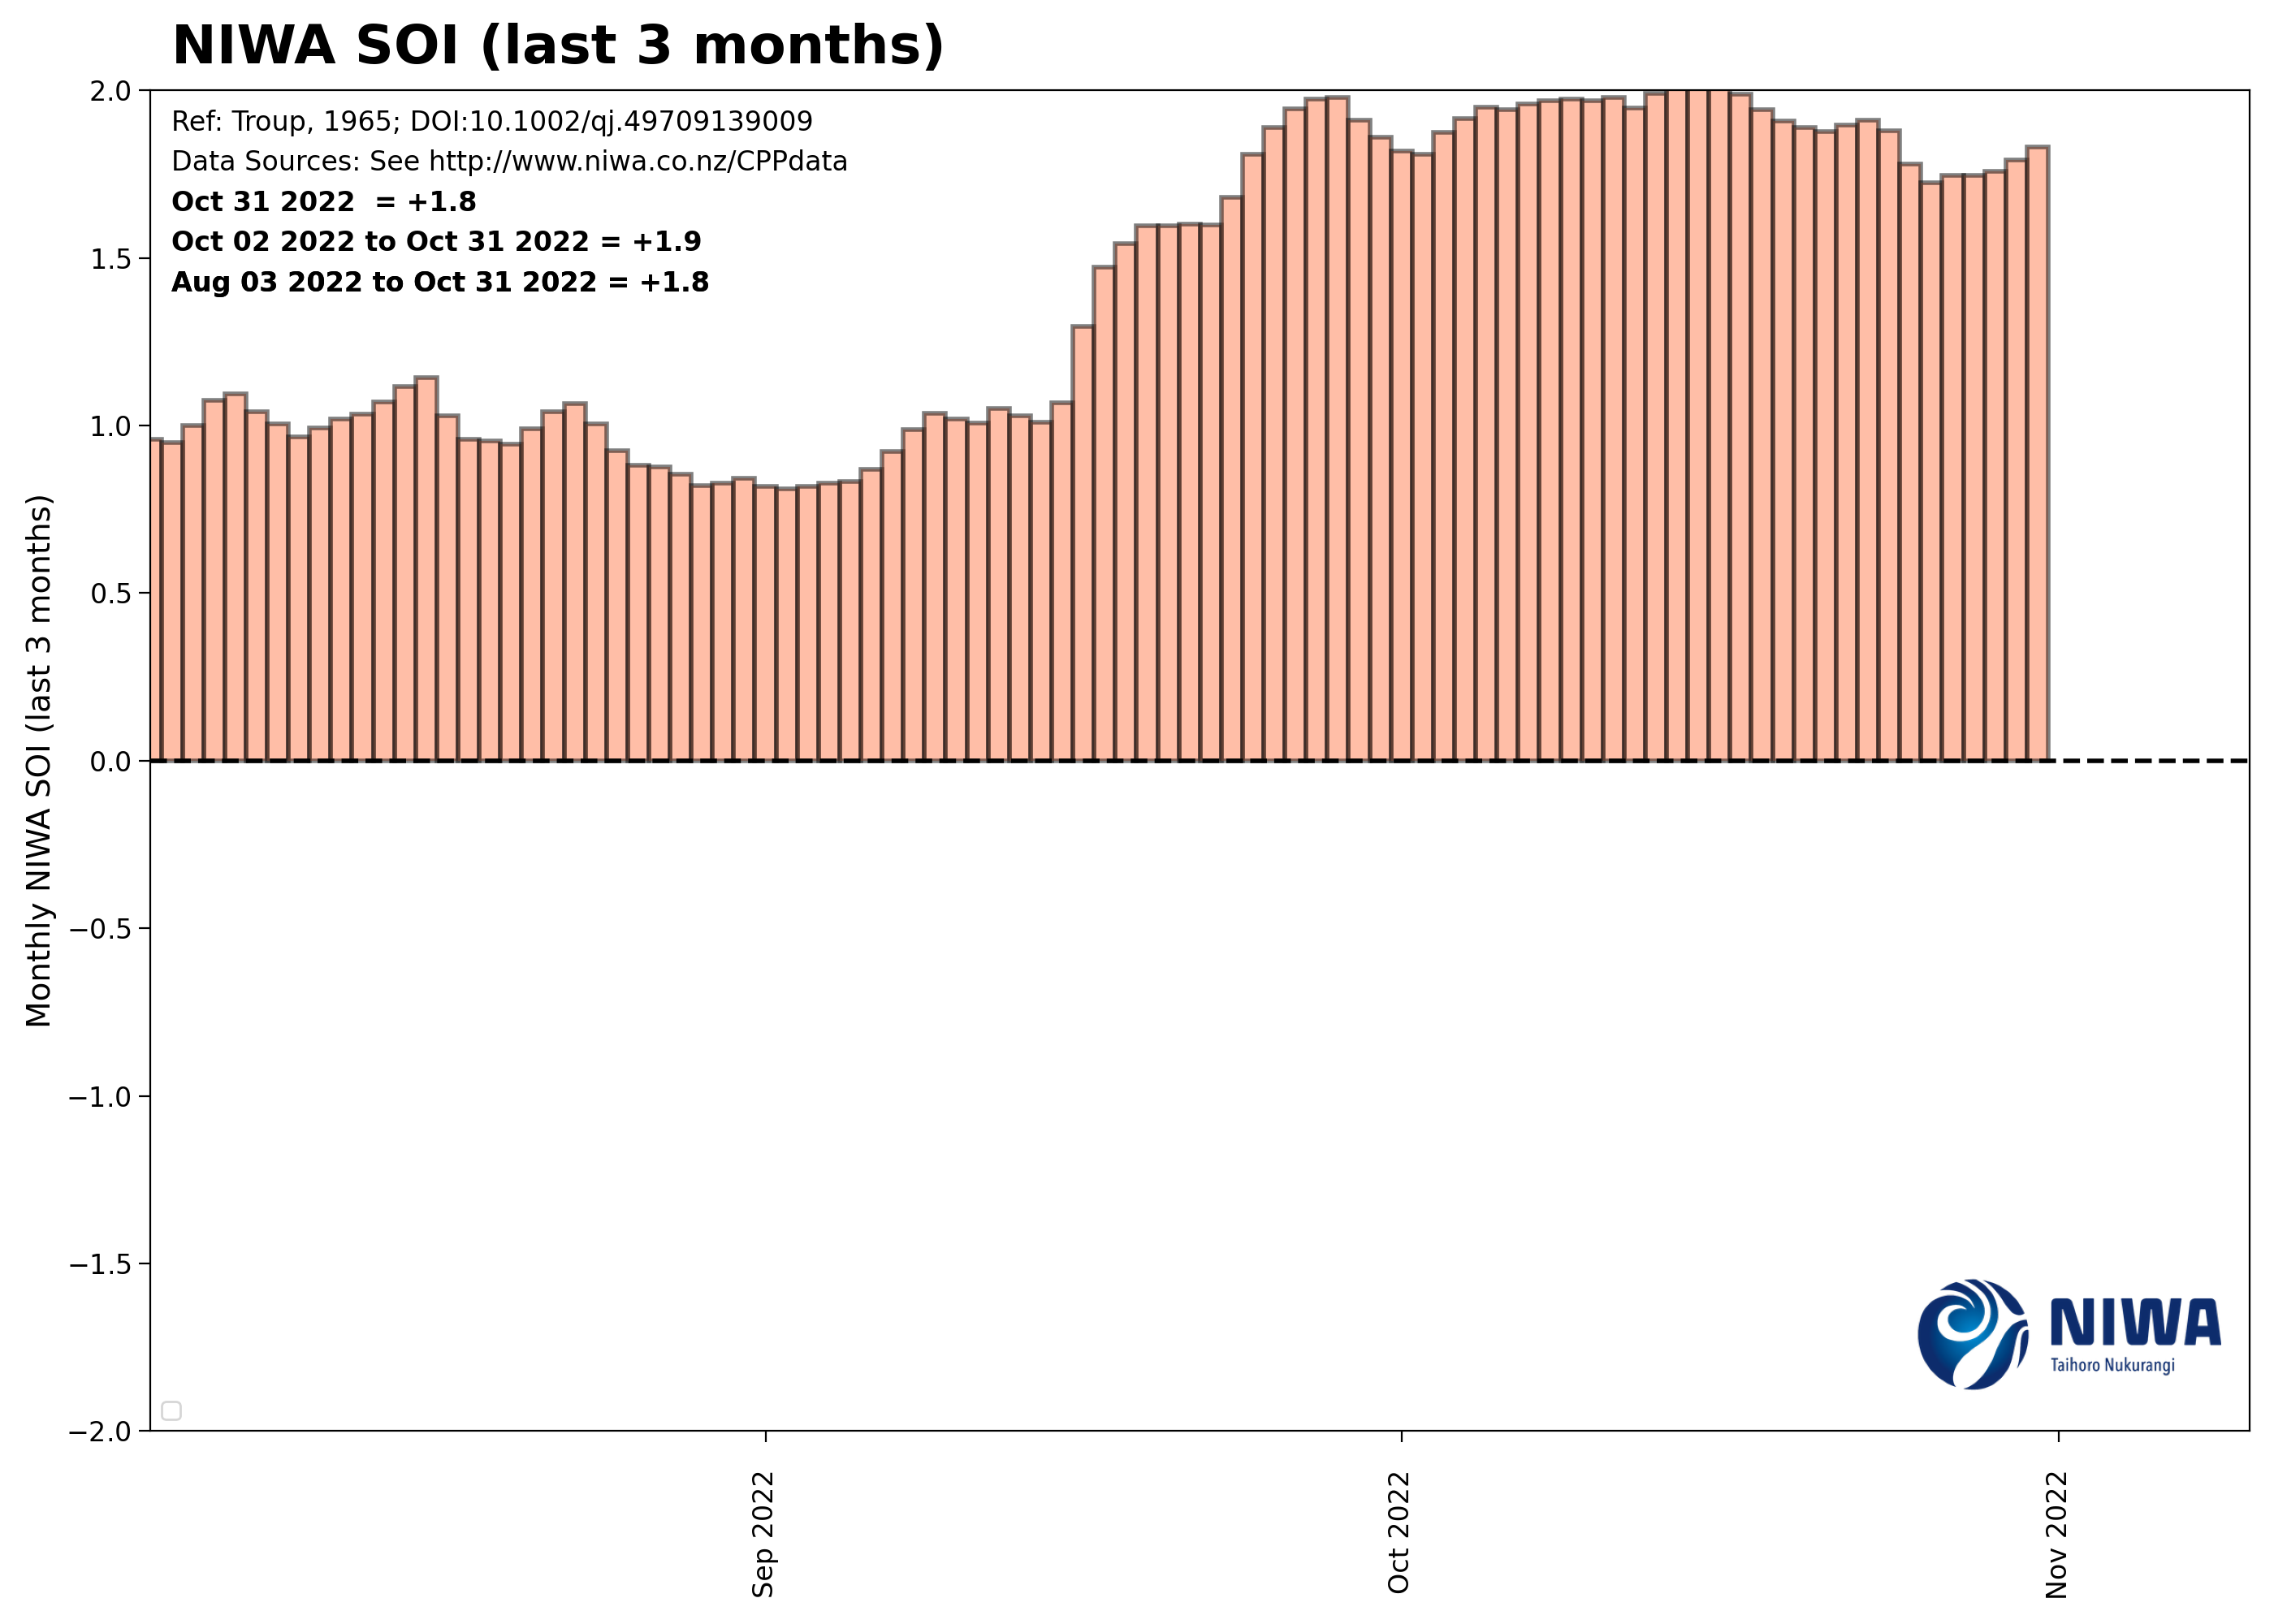 NIWA SOI (last 3 months)
Ref: Troup, 1965; DOI:10.1002/qj.49709139009
Data Sources: See http://www.niwa.co.nz/CPPdata
Oct 31 2022  = +1.8
Oct 02 2022 to Oct 31 2022 = +1.9
Aug 03 2022 to Oct 31 2022 = +1.8
Monthly NIWA SOI (last 3 months)
2.0
1.5
1.0
0.5
0.0
−0.5
−1.0
−1.5
−2.0
Sep 2022
Oct 2022
Nov 2022
NIWA
Taihoro Nukurangi